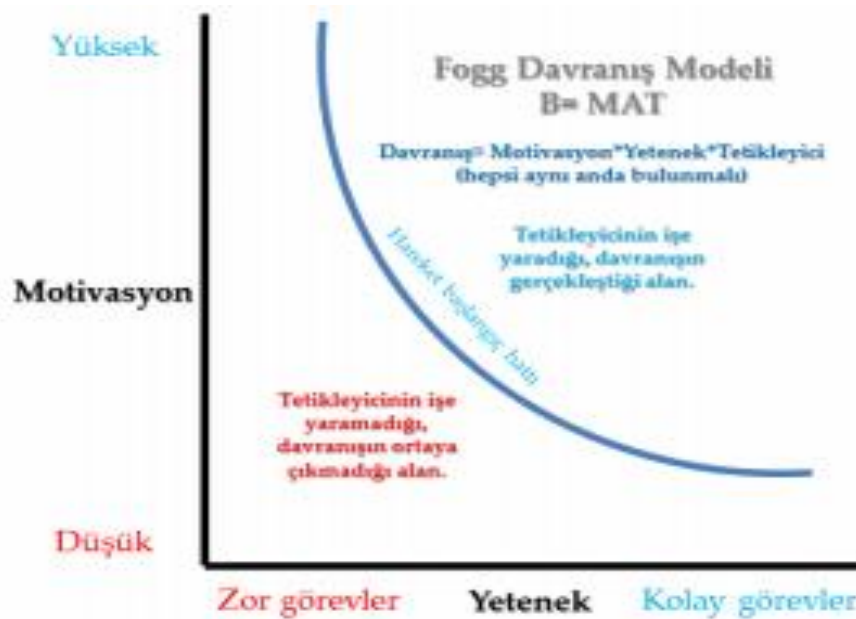 Yüksek
Fogg Davranış Modeli
B= MAT
Davranış= Motivasyon*Yetenek*Tetikleyici
(hepsi aynı anda bulunmalı)
Tetikleyicinin işe
yaradığı, davranışın
gerçekleştiği alan.
Hareket başlangıç hattı
Motivasyon
Tetikleyicinin işe
yaramadığı,
davranışın ortaya
çıkmadığı alan.
Düşük
Zor görevler Yetenek Kolay görevler